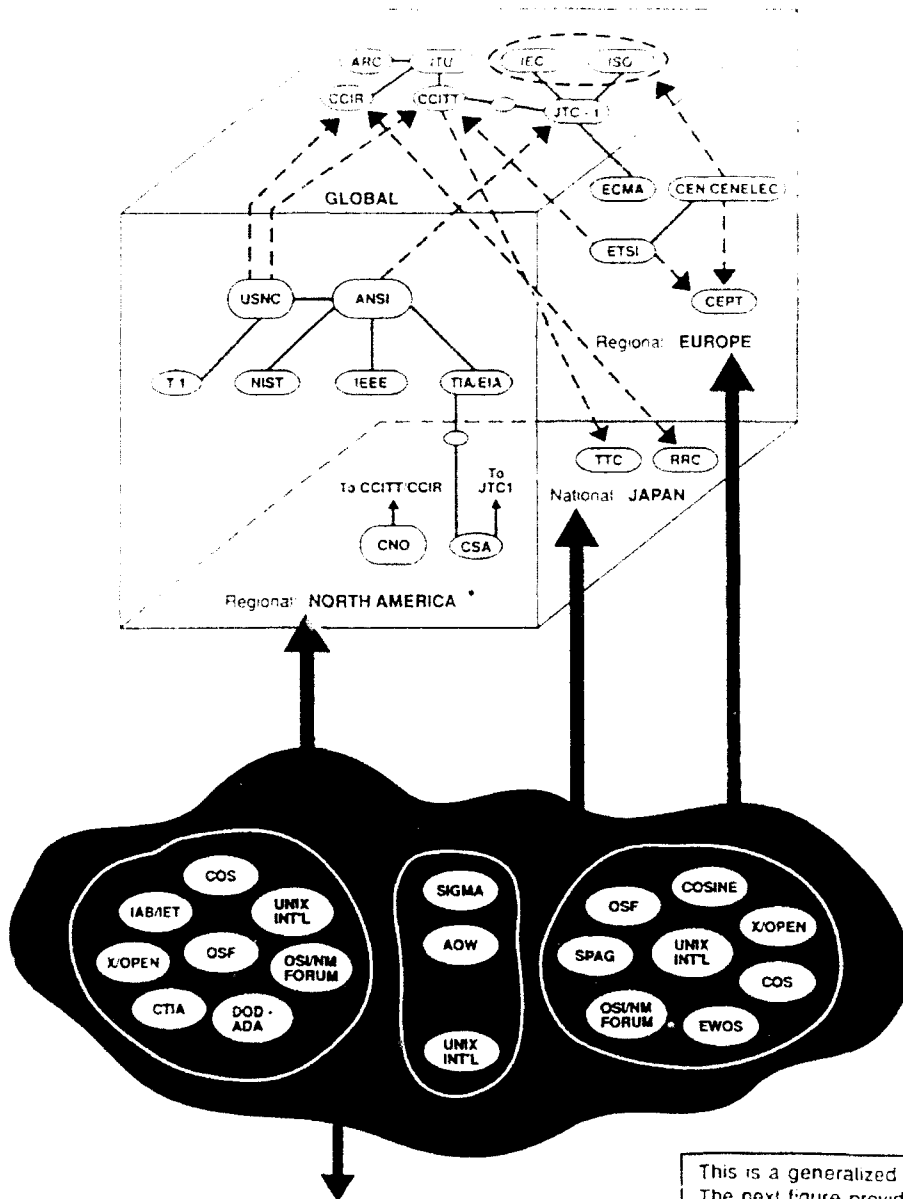 ARC
ITU
IEC
ISO
CCIR
CCITT
JTC - 1
GLOBAL
ECMA
CEN CENELEC
ETSI
USNC
ANSI
CEPT
Regional: EUROPE
T 1
NIST
IEEE
TIA/EIA
TTC
RRC
To CCITT/CCIR
To
JTC1
National: JAPAN
CNO
CSA
Regional: NORTH AMERICA *
COS
IAB/IET
UNIX
INT'L
X/OPEN
OSF
OSI/NM
FORUM
CTIA
DOD -
ADA
SIGMA
AOW
UNIX
INT'L
COSINE
OSF
X/OPEN
SPAG
UNIX
INT'L
COS
OSI/NM
FORUM
EWOS
This is a generalized
The next figure provid